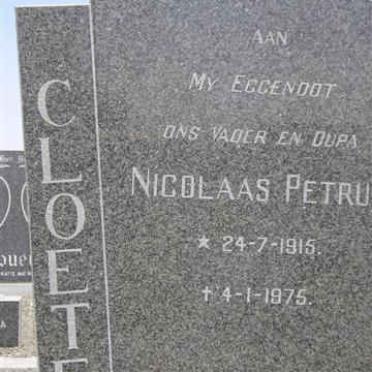 CLOETE
AAN
MY EGGENOOT
ONS VADER EN OUPA
NICOLAAS PETRU
★ 24-7-1915.
† 4-1-1975.